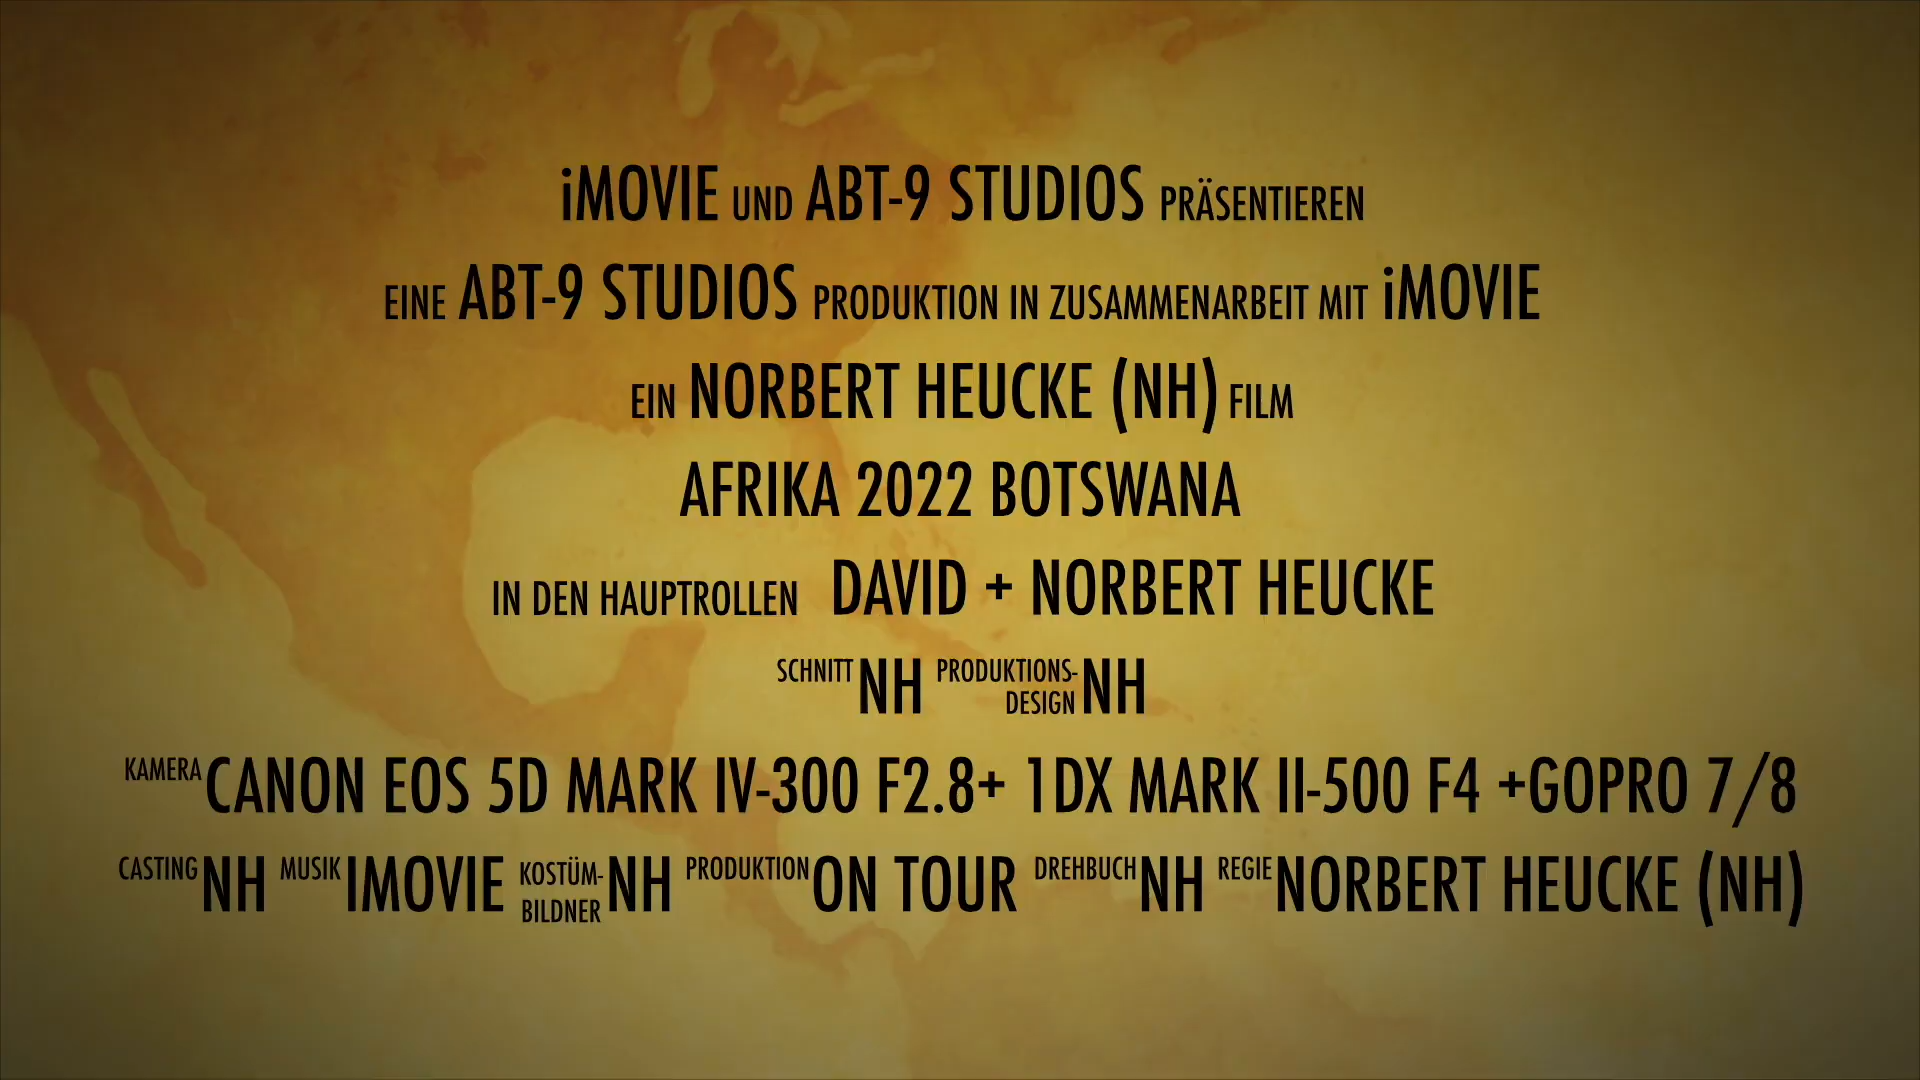 iMOVIE UND ABT-9 STUDIOS PRÄSENTIEREN
EINE ABT-9 STUDIOS PRODUKTION IN ZUSAMMENARBEIT MIT iMOVIE
EIN NORBERT HEUCKE (NH) FILM
AFRIKA 2022 BOTSWANA
IN DEN HAUPTROLLEN DAVID + NORBERT HEUCKE
SCHNITT NH PRODUKTIONS-DESIGN NH
KAMERA CANON EOS 5D MARK IV-300 F2.8+ 1DX MARK II-500 F4 +GOPRO 7/8
CASTING NH MUSIK IMOVIE KOSTÜM-BILDNER NH PRODUKTION ON TOUR DREHBUCH NH REGIE NORBERT HEUCKE (NH)